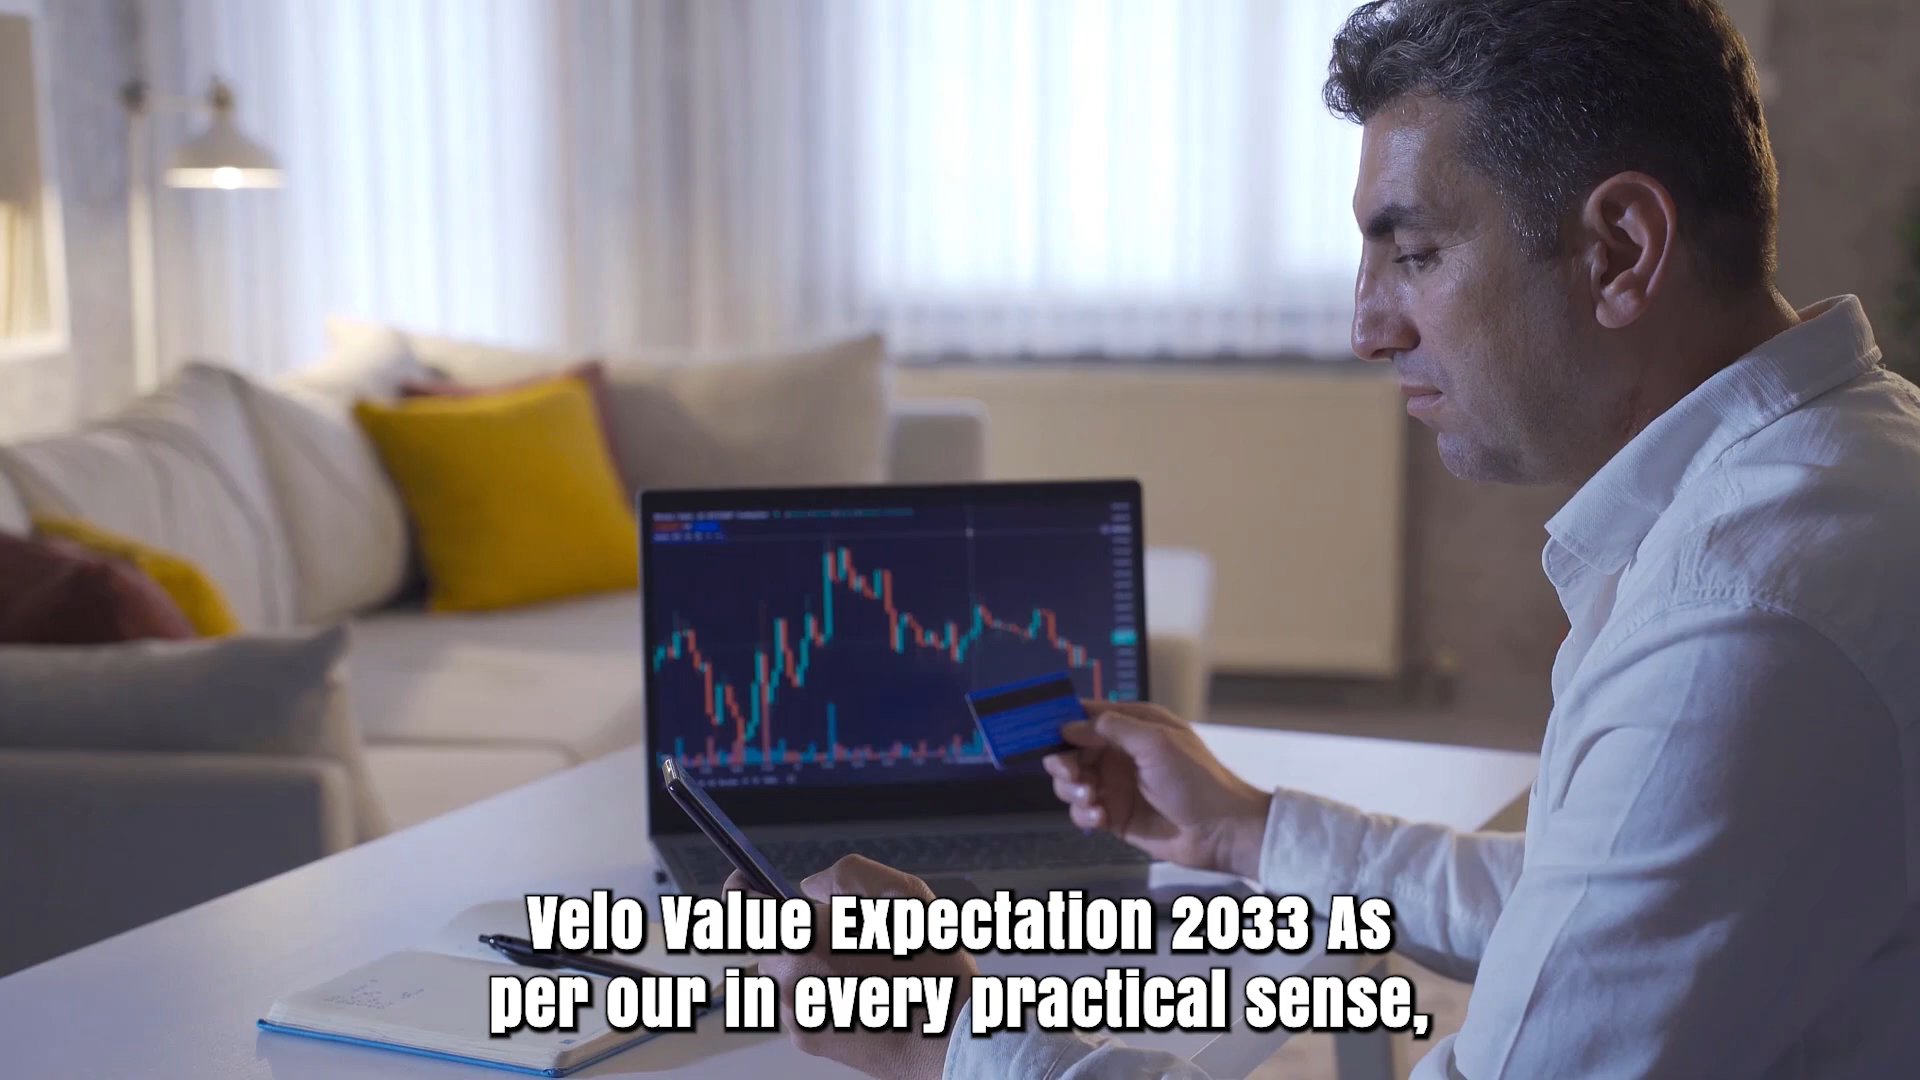 Velo Value Expectation 2033 As
per our in every practical sense,